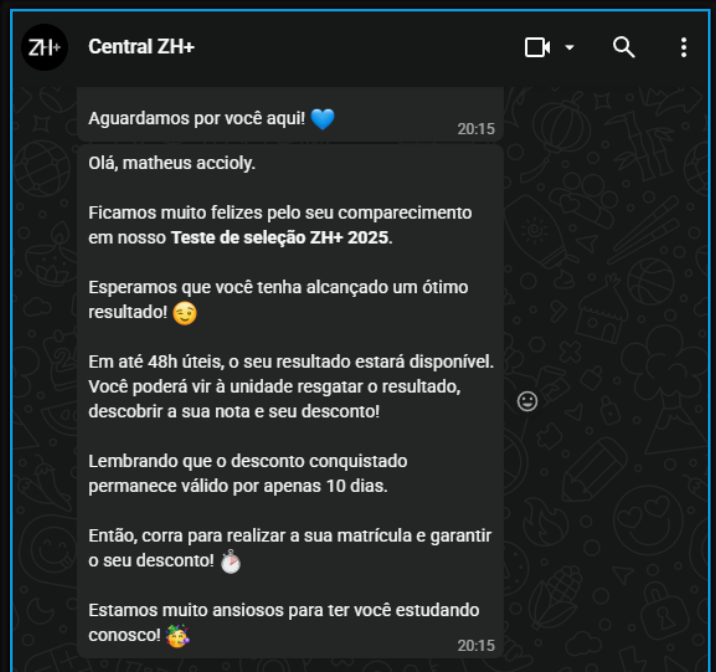 ZH+
Central ZH+
Aguardamos por você aqui! 💙
20:15
Olá, matheus accioly.
Ficamos muito felizes pelo seu comparecimento
em nosso Teste de seleção ZH+ 2025.
Esperamos que você tenha alcançado um ótimo
resultado! 😉
Em até 48h úteis, o seu resultado estará disponível.
Você poderá vir à unidade resgatar o resultado,
descobrir a sua nota e seu desconto!
Lembrando que o desconto conquistado
permanece válido por apenas 10 dias.
Então, corra para realizar a sua matrícula e garantir
o seu desconto! ⏱️
Estamos muito ansiosos para ter você estudando
conosco! 🥳
20:15